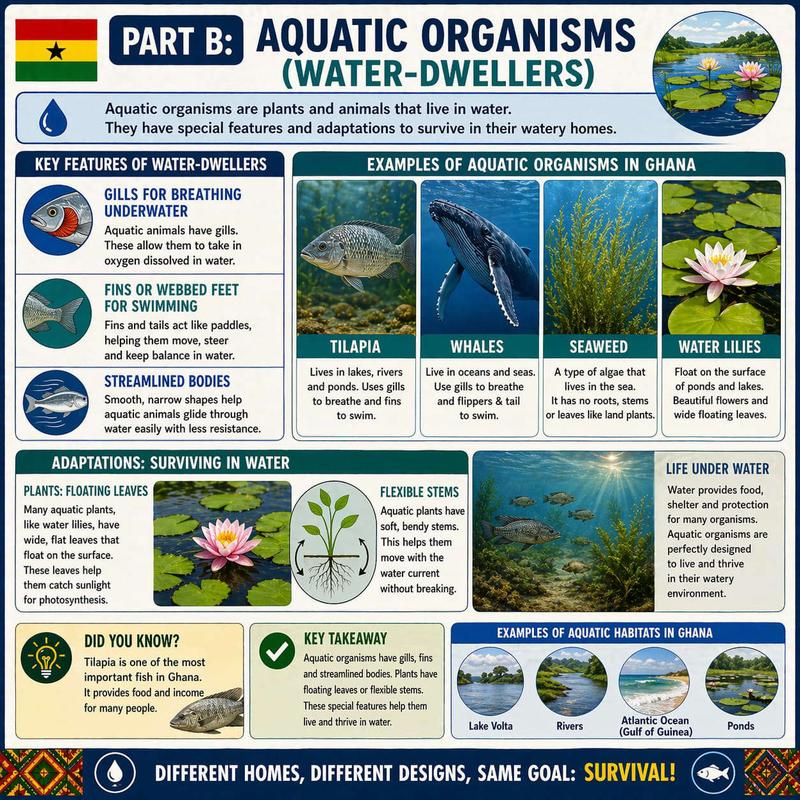 PART B:
AQUATIC ORGANISMS
(WATER-DWELLERS)
Aquatic organisms are plants and animals that live in water.
They have special features and adaptations to survive in their watery homes.
KEY FEATURES OF WATER-DWELLERS
GILLS FOR BREATHING
UNDERWATER
Aquatic animals have gills.
These allow them to take in
oxygen dissolved in water.
FINS OR WEBBED FEET
FOR SWIMMING
Fins and tails act like paddles,
helping them move, steer
and keep balance in water.
STREAMLINED BODIES
Smooth, narrow shapes help
aquatic animals glide through
water easily with less resistance.
EXAMPLES OF AQUATIC ORGANISMS IN GHANA
TILAPIA
Lives in lakes, rivers
and ponds. Uses gills
to breathe and fins
to swim.
WHALES
Live in oceans and seas.
Use gills to breathe
and flippers & tail
to swim.
SEAWEED
A type of algae that
lives in the sea.
It has no roots, stems
or leaves like land plants.
WATER LILIES
Float on the surface
of ponds and lakes.
Beautiful flowers and
wide floating leaves.
ADAPTATIONS: SURVIVING IN WATER
PLANTS: FLOATING LEAVES
Many aquatic plants,
like water lilies, have
wide, flat leaves that
float on the surface.
These leaves help
them catch sunlight
for photosynthesis.
FLEXIBLE STEMS
Aquatic plants have
soft, bendy stems.
This helps them
move with the
water current
without breaking.
LIFE UNDER WATER
Water provides food,
shelter and protection
for many organisms.
Aquatic organisms are
perfectly designed
to live and thrive
in their watery
environment.
DID YOU KNOW?
Tilapia is one of the most
important fish in Ghana.
It provides food and income
for many people.
KEY TAKEAWAY
Aquatic organisms have gills, fins
and streamlined bodies. Plants have
floating leaves or flexible stems.
These special features help them
live and thrive in water.
EXAMPLES OF AQUATIC HABITATS IN GHANA
Lake Volta
Rivers
Atlantic Ocean
(Gulf of Guinea)
Ponds
DIFFERENT HOMES, DIFFERENT DESIGNS, SAME GOAL: SURVIVAL!